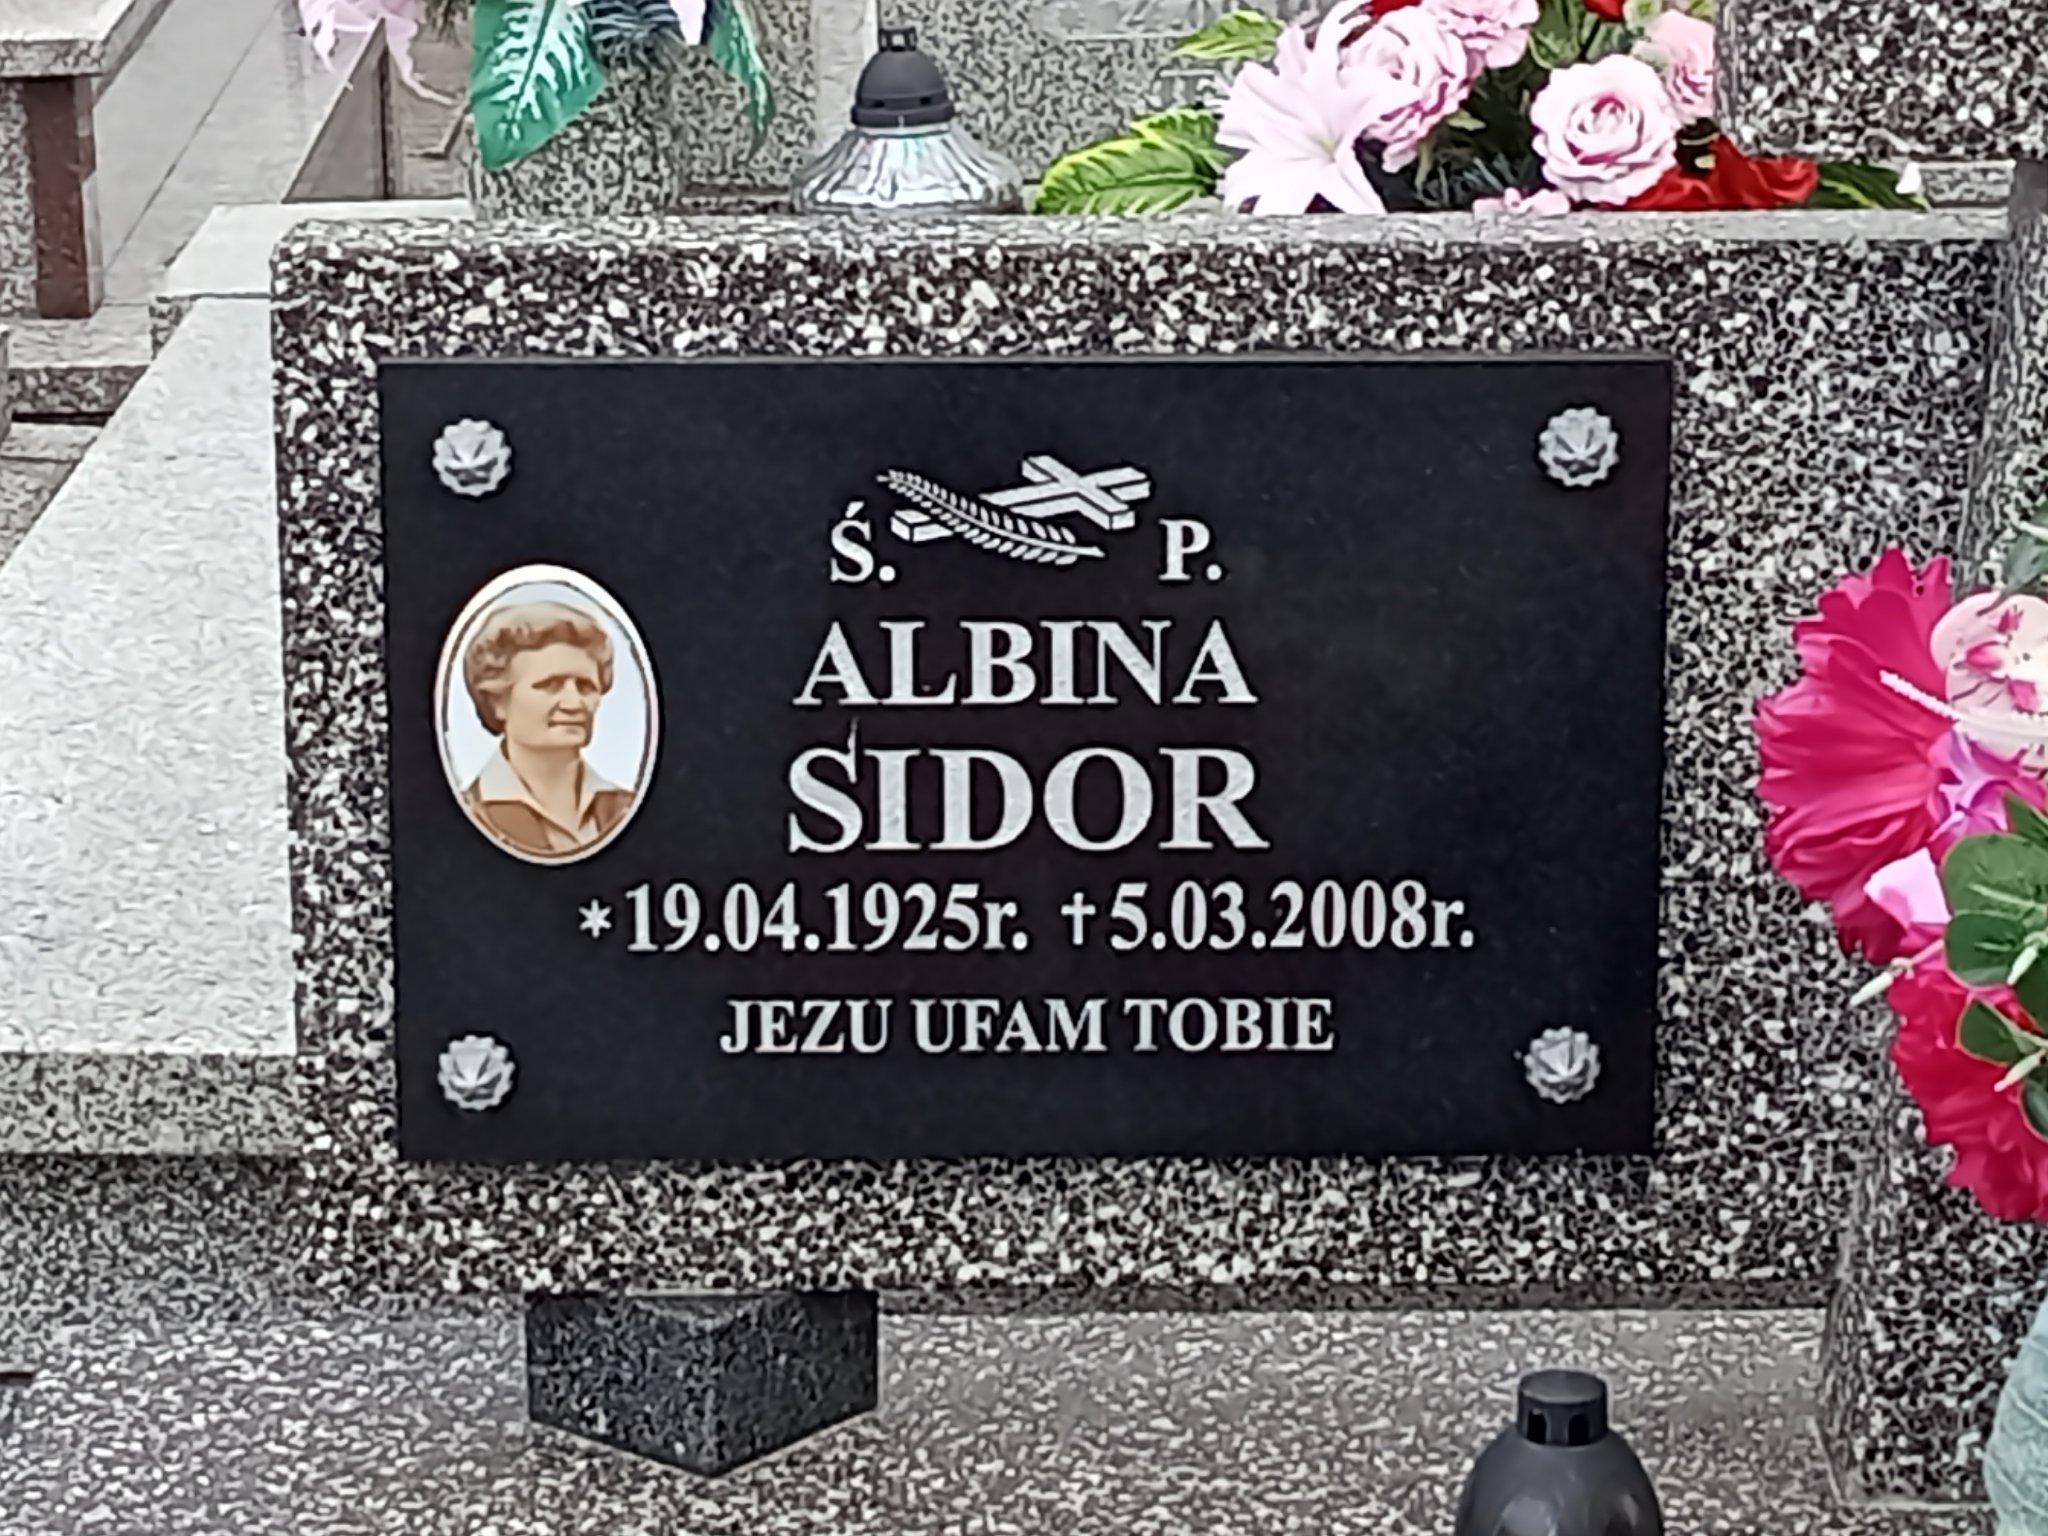 Ś. P.
ALBINA
SIDOR
*19.04.1925r. †5.03.2008r.
JEZU UFAM TOBIE